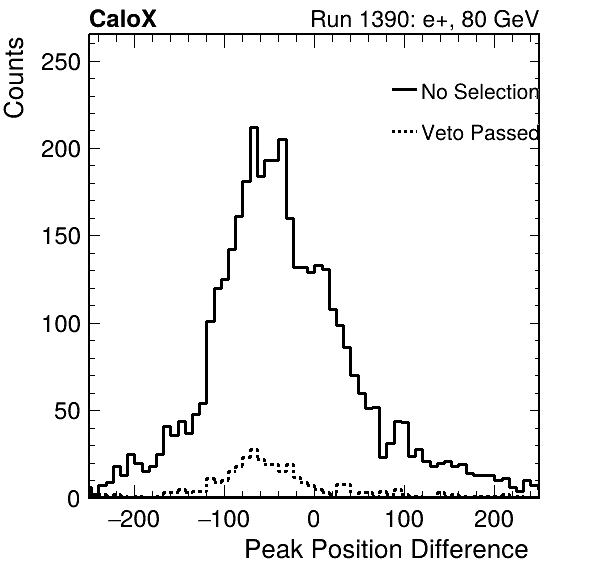 CaloX Run 1390: e+, 80 GeV
Counts
250
200
150
100
50
0
No Selection
Veto Passed
−200 −100 0 100 200
Peak Position Difference